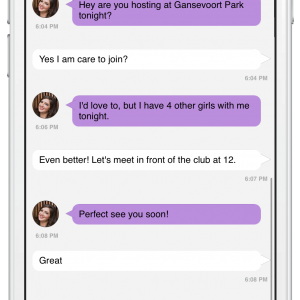 Hey are you hosting at Gansevoort Park
tonight?
6:04 PM
Yes I am care to join?
6:04 PM
I'd love to, but I have 4 other girls with me
tonight.
6:06 PM
Even better! Let's meet in front of the club at 12.
6:07 PM
Perfect see you soon!
6:08 PM
Great
6:08 PM